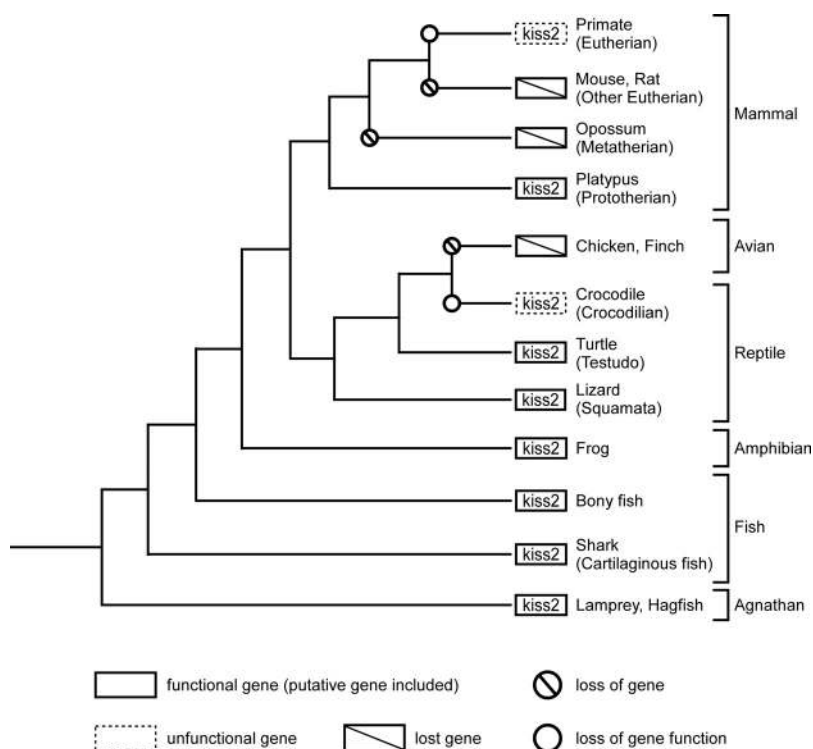 kiss2 Primate
(Eutherian)
Mouse, Rat
(Other Eutherian)
Mammal
Opossum
(Metatherian)
kiss2 Platypus
(Prototherian)
Chicken, Finch Avian
kiss2 Crocodile
(Crocodilian)
kiss2 Turtle
(Testudo)
Reptile
kiss2 Lizard
(Squamata)
kiss2 Frog Amphibian
kiss2 Bony fish
Fish
kiss2 Shark
(Cartilaginous fish)
kiss2 Lamprey, Hagfish Agnathan
functional gene (putative gene included) loss of gene
unfunctional gene lost gene loss of gene function